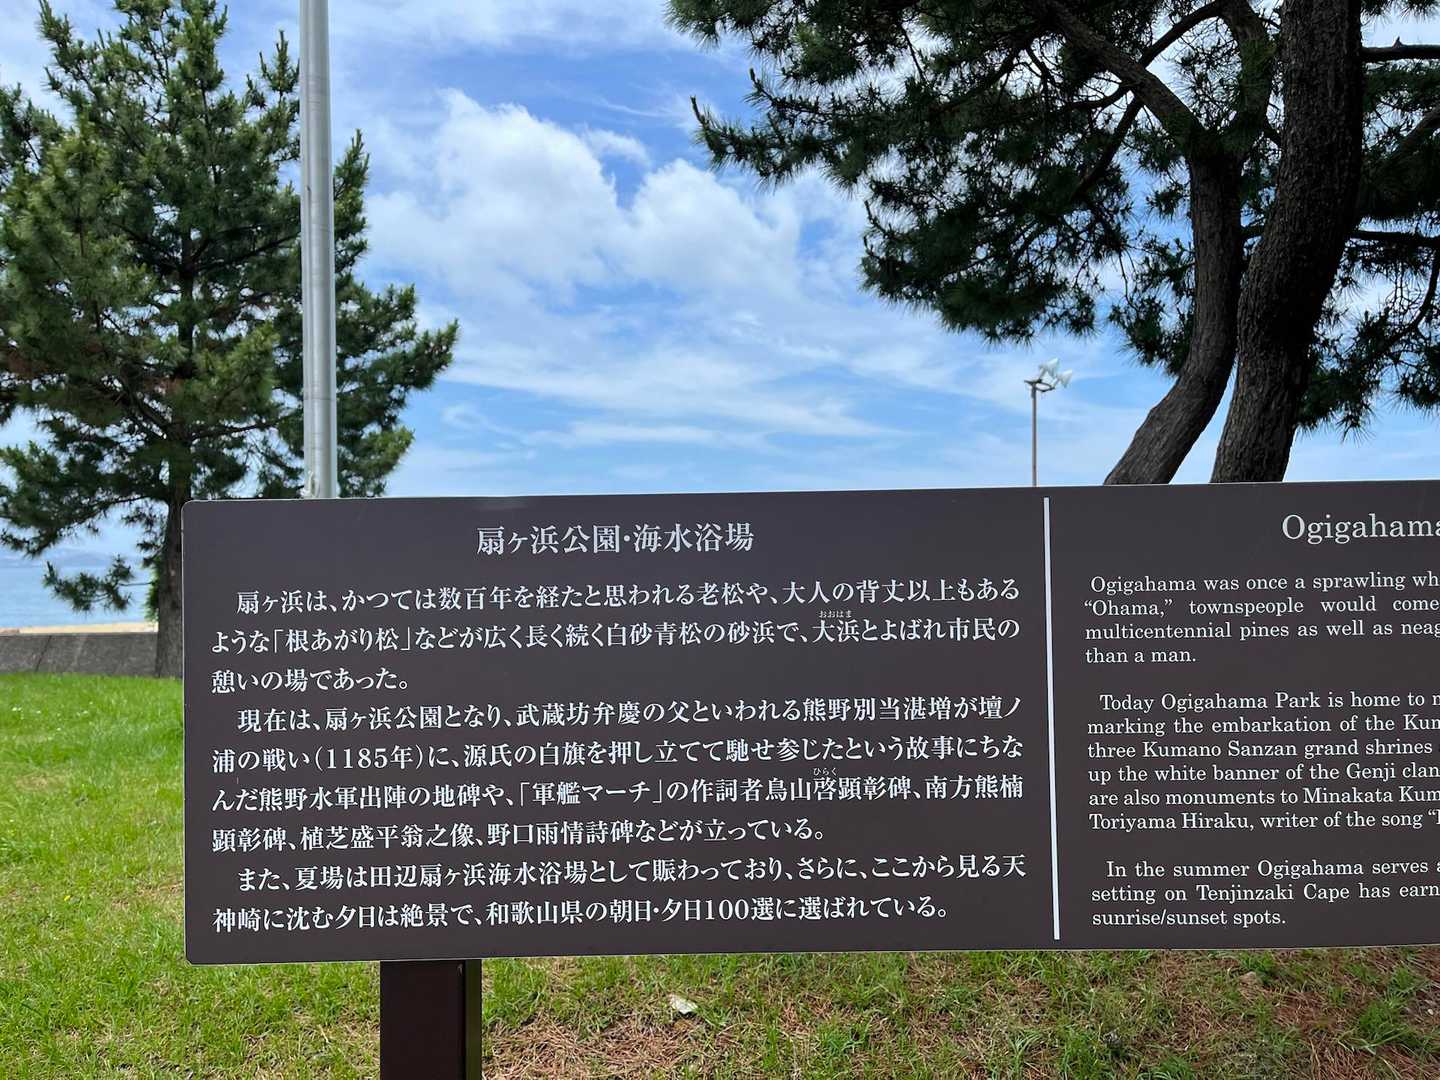 扇ヶ浜公園・海水浴場
扇ヶ浜は、かつては数百年を経たと思われる老松や、大人の背丈以上もある
おおはま
ような「根あがり松」などが広く長く続く白砂青松の砂浜で、大浜とよばれ市民の
憩いの場であった。
現在は、扇ヶ浜公園となり、武蔵坊弁慶の父といわれる熊野別当湛増が壇ノ
浦の戦い(1185年)に、源氏の白旗を押し立てて馳せ参じたという故事にちな
ひらく
んだ熊野水軍出陣の地碑や、「軍艦マーチ」の作詞者鳥山啓顕彰碑、南方熊楠
顕彰碑、植芝盛平翁之像、野口雨情詩碑などが立っている。
また、夏場は田辺扇ヶ浜海水浴場として賑わっており、さらに、ここから見る天
神崎に沈む夕日は絶景で、和歌山県の朝日・夕日100選に選ばれている。
Ogigahama
Ogigahama was once a sprawling wh
“Ohama,” townspeople would come
multicentennial pines as well as neag
than a man.
Today Ogigahama Park is home to
marking the embarkation of the Kum
three Kumano Sanzan grand shrines
up the white banner of the Genji clan
are also monuments to Minakata Kum
Toriyama Hiraku, writer of the song “
In the summer Ogigahama serves a
setting on Tenjinzaki Cape has earn
sunrise/sunset spots.